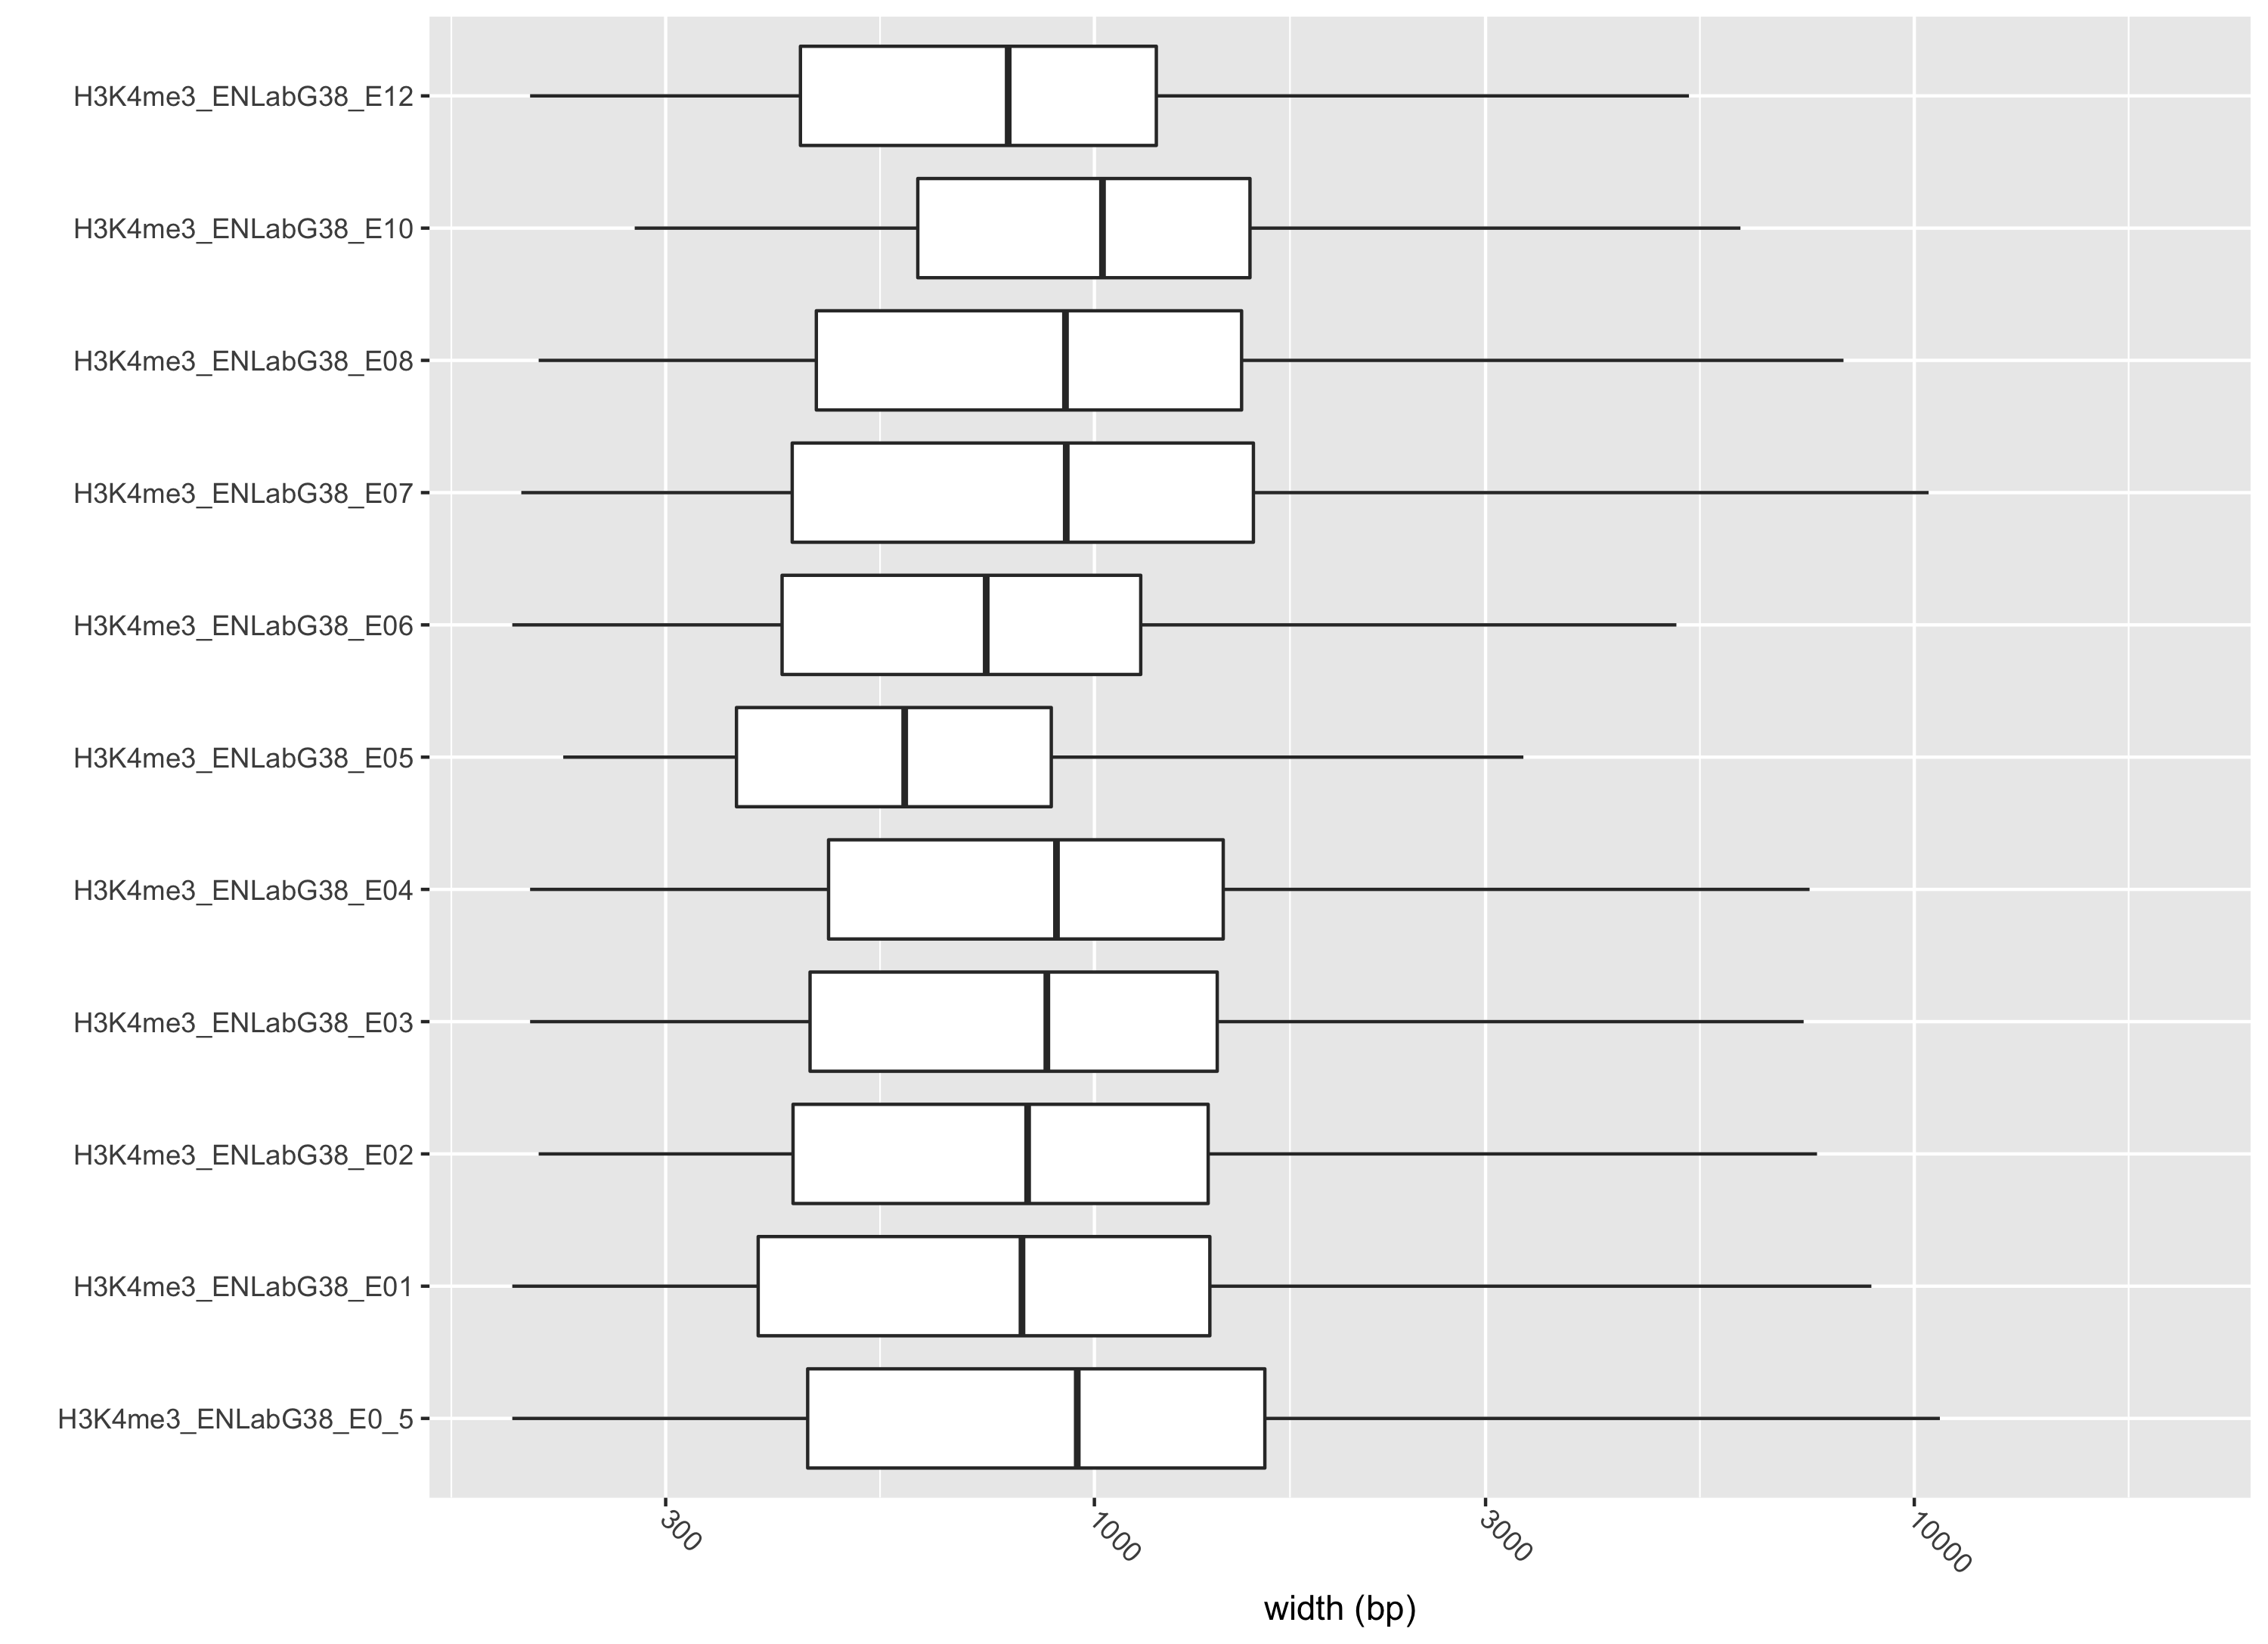 H3K4me3_ENLabG38_E12
H3K4me3_ENLabG38_E10
H3K4me3_ENLabG38_E08
H3K4me3_ENLabG38_E07
H3K4me3_ENLabG38_E06
H3K4me3_ENLabG38_E05
H3K4me3_ENLabG38_E04
H3K4me3_ENLabG38_E03
H3K4me3_ENLabG38_E02
H3K4me3_ENLabG38_E01
H3K4me3_ENLabG38_E0_5
300
1000
3000
10000
width (bp)